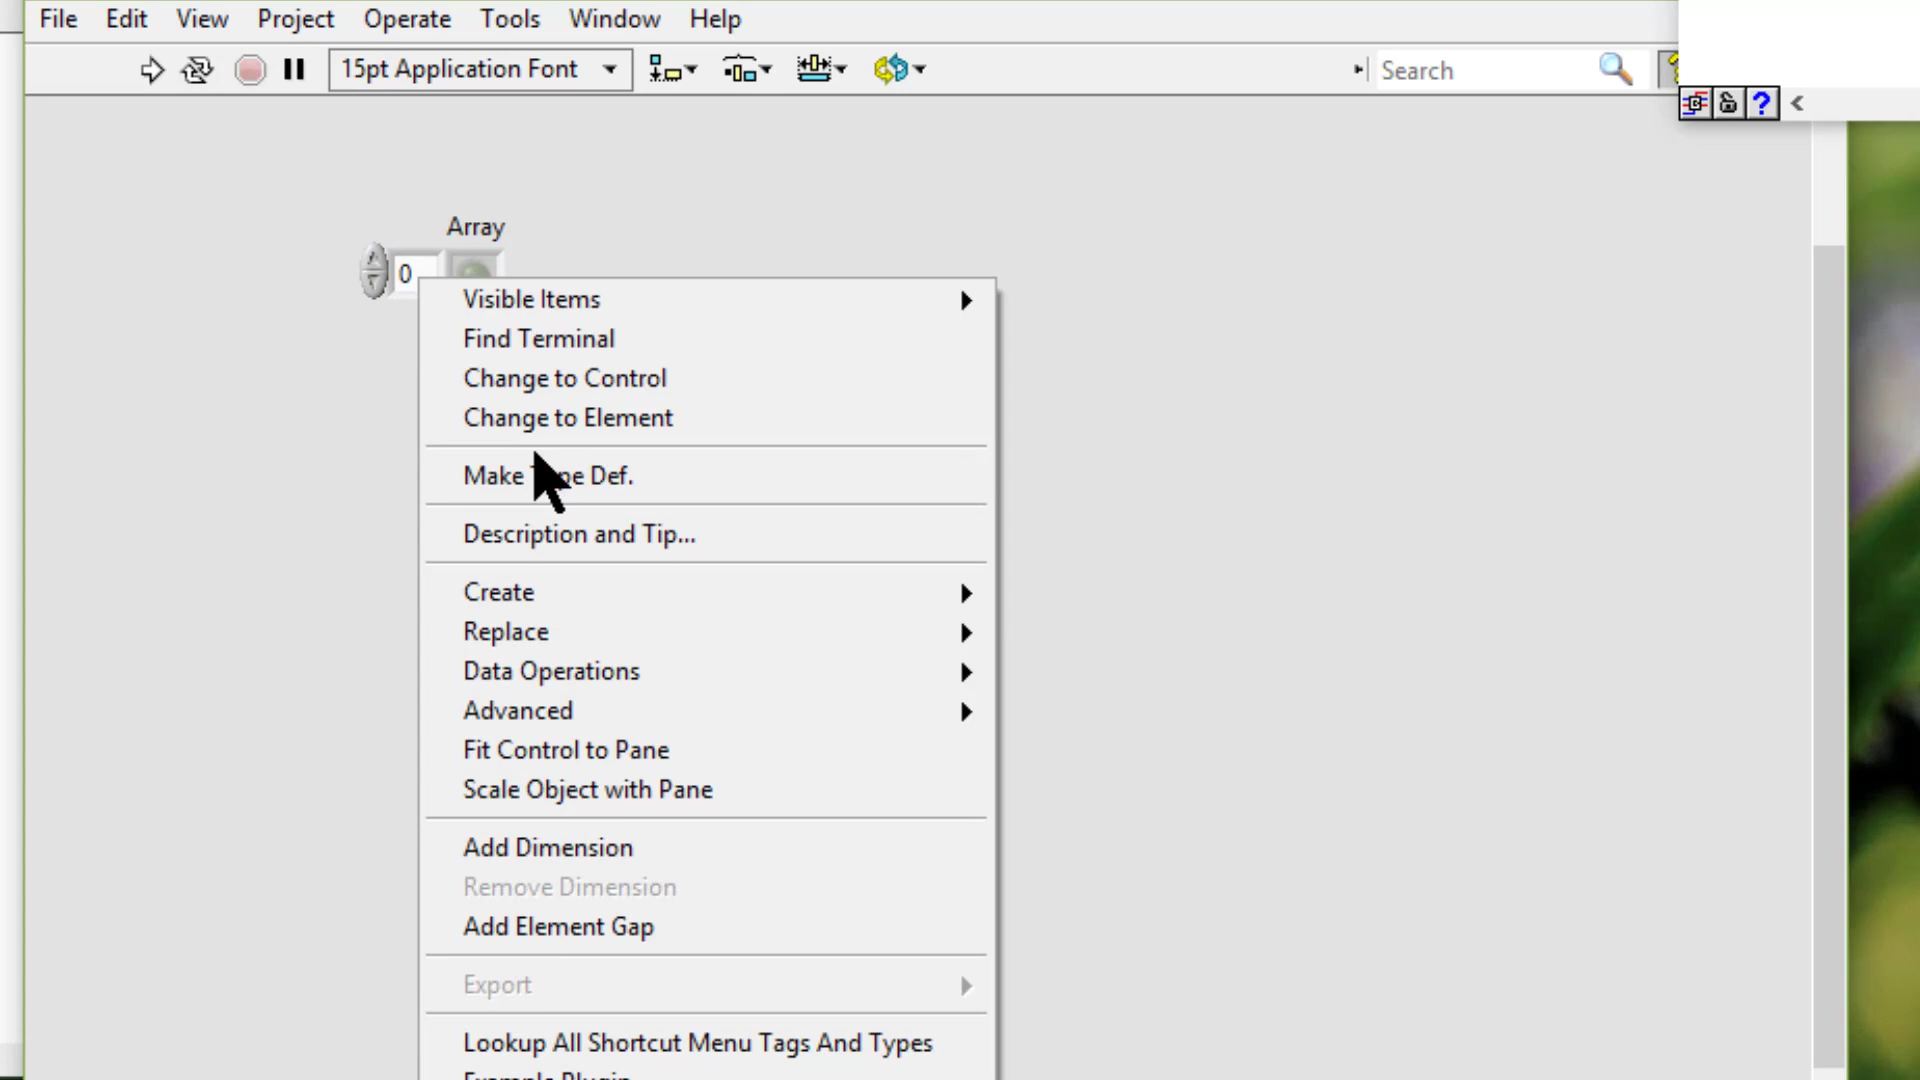 File Edit View Project Operate Tools Window Help
15pt Application Font Search ?
Array
0
Visible Items
Find Terminal
Change to Control
Change to Element
Make Type Def.
Description and Tip...
Create
Replace
Data Operations
Advanced
Fit Control to Pane
Scale Object with Pane
Add Dimension
Remove Dimension
Add Element Gap
Export
Lookup All Shortcut Menu Tags And Types